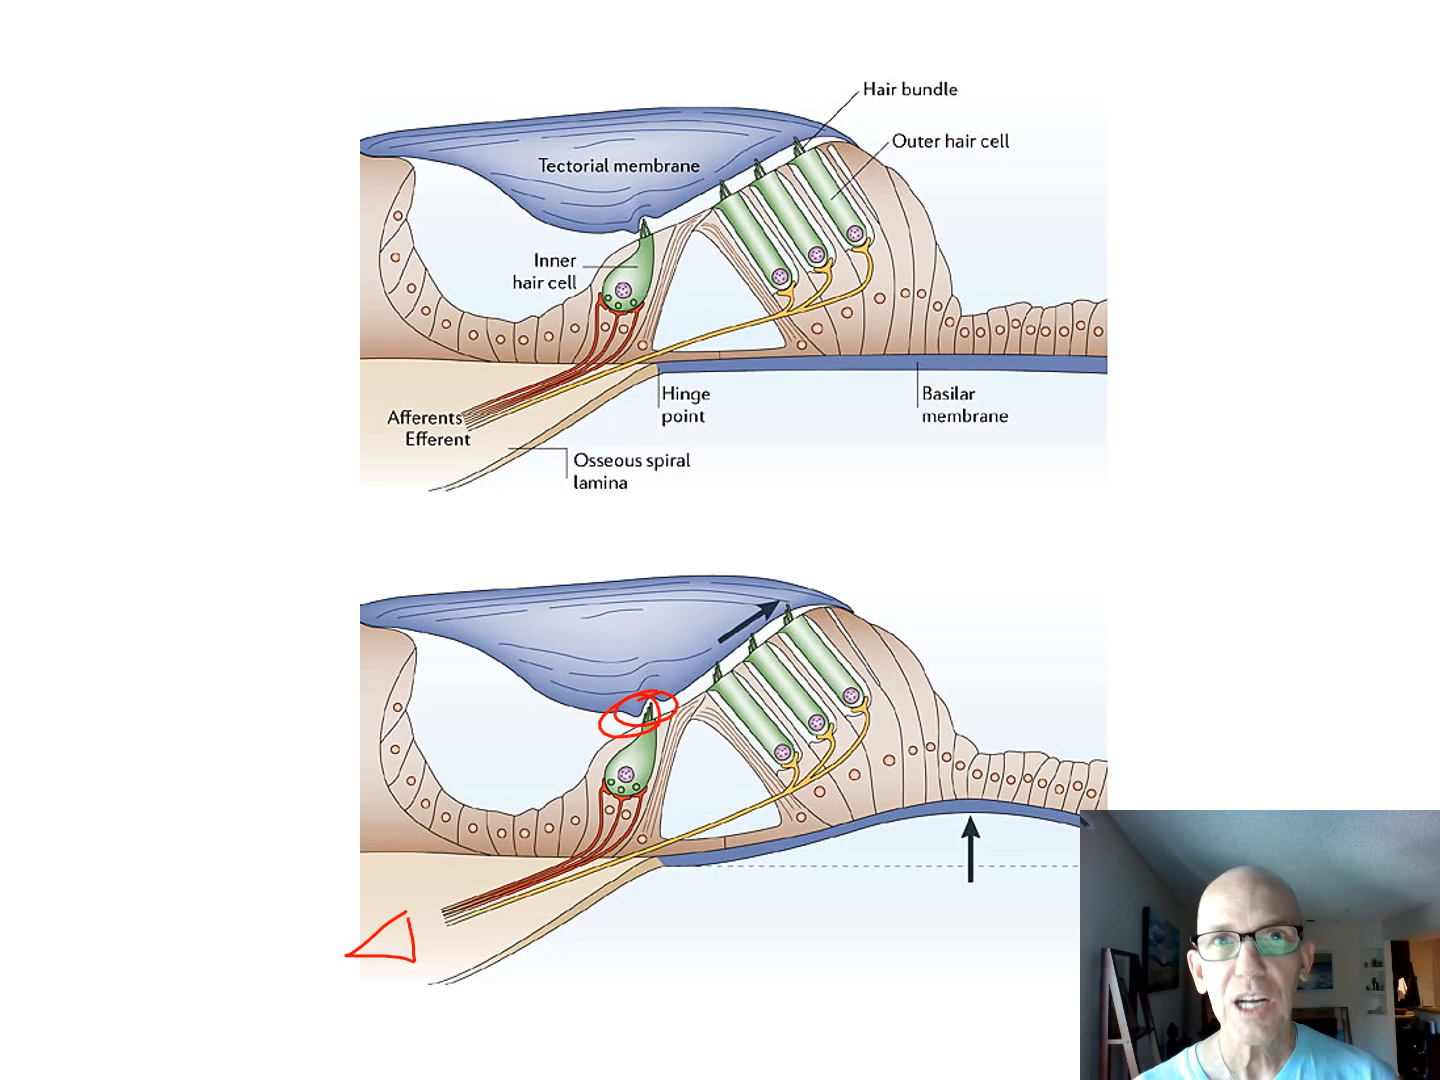 Hair bundle
Outer hair cell
Tectorial membrane
Inner
hair cell
Hinge
point
Basilar
membrane
Afferents
Efferent
Osseous spiral
lamina